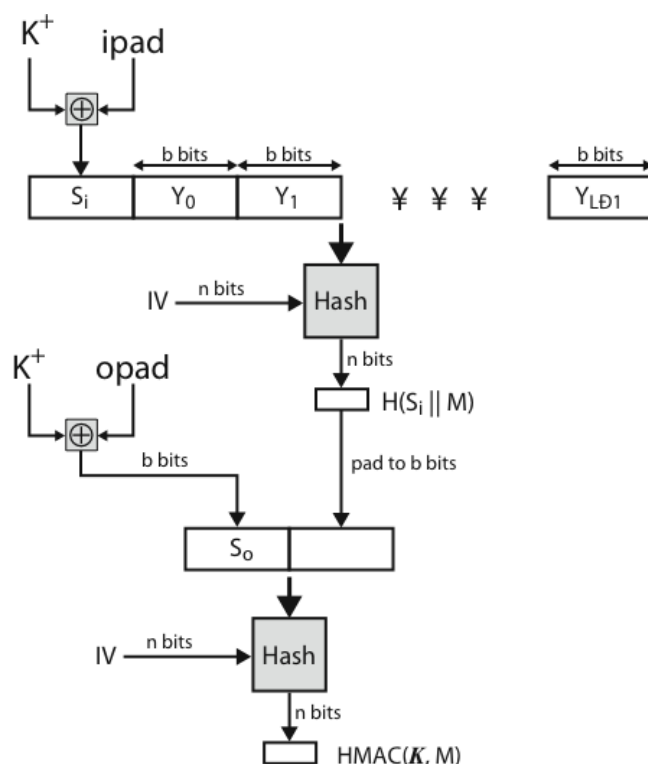 K+ ipad
⊕
b bits b bits b bits
Si Y0 Y1 ¥ ¥ ¥ YLÐ1
IV n bits Hash
n bits
K+ opad
H(Si || M)
⊕
b bits pad to b bits
So
IV n bits Hash
n bits
HMAC(K, M)